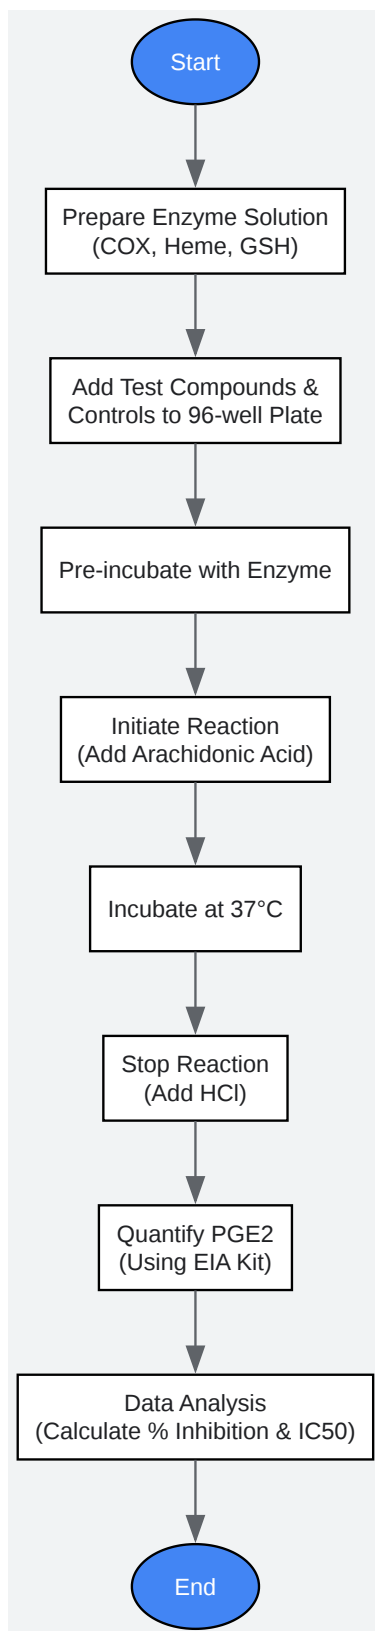 Start
Prepare Enzyme Solution
(COX, Heme, GSH)
Add Test Compounds &
Controls to 96-well Plate
Pre-incubate with Enzyme
Initiate Reaction
(Add Arachidonic Acid)
Incubate at 37°C
Stop Reaction
(Add HCl)
Quantify PGE2
(Using EIA Kit)
Data Analysis
(Calculate % Inhibition & IC50)
End